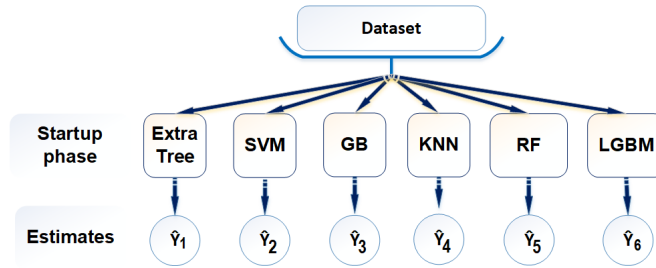 Dataset
Startup phase
Extra Tree
SVM
GB
KNN
RF
LGBM
Estimates
Ŷ1
Ŷ2
Ŷ3
Ŷ4
Ŷ5
Ŷ6